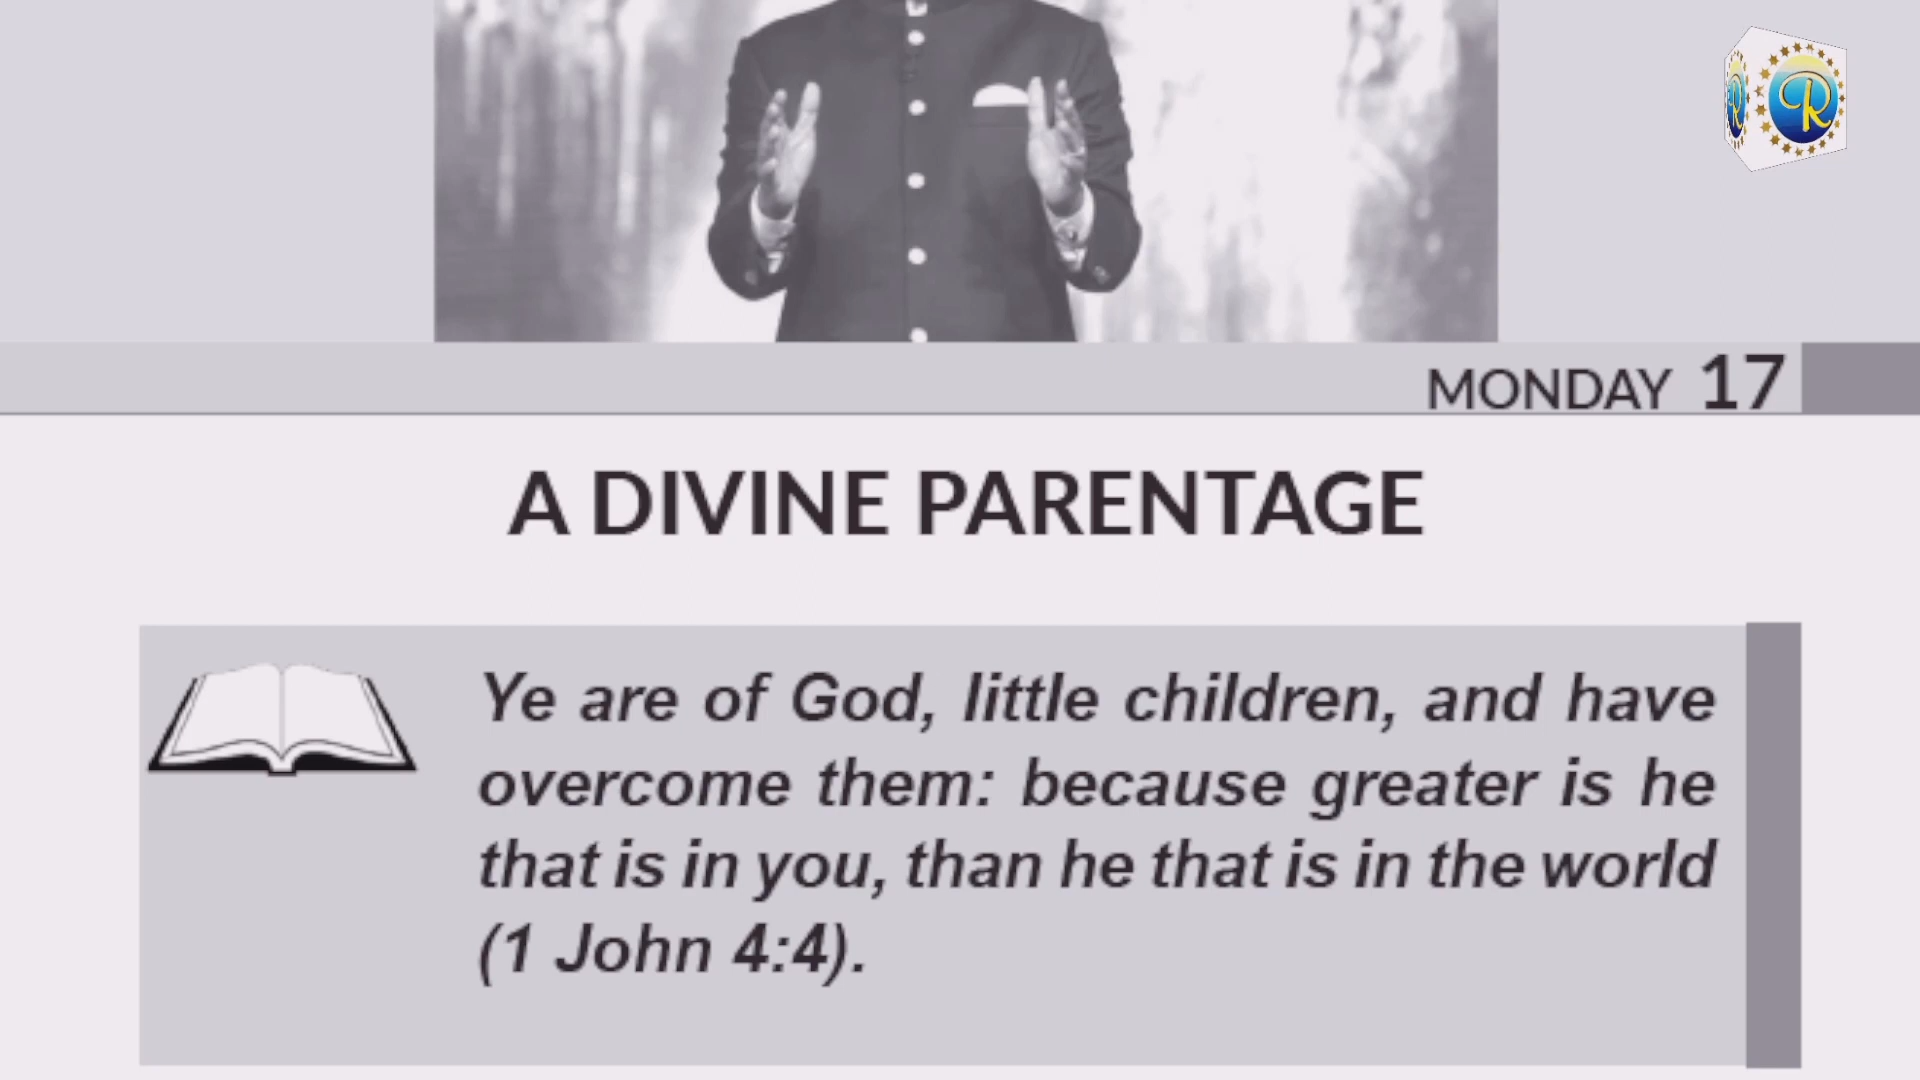 R R
MONDAY 17
A DIVINE PARENTAGE
Ye are of God, little children, and have
overcome them: because greater is he
that is in you, than he that is in the world
(1 John 4:4).